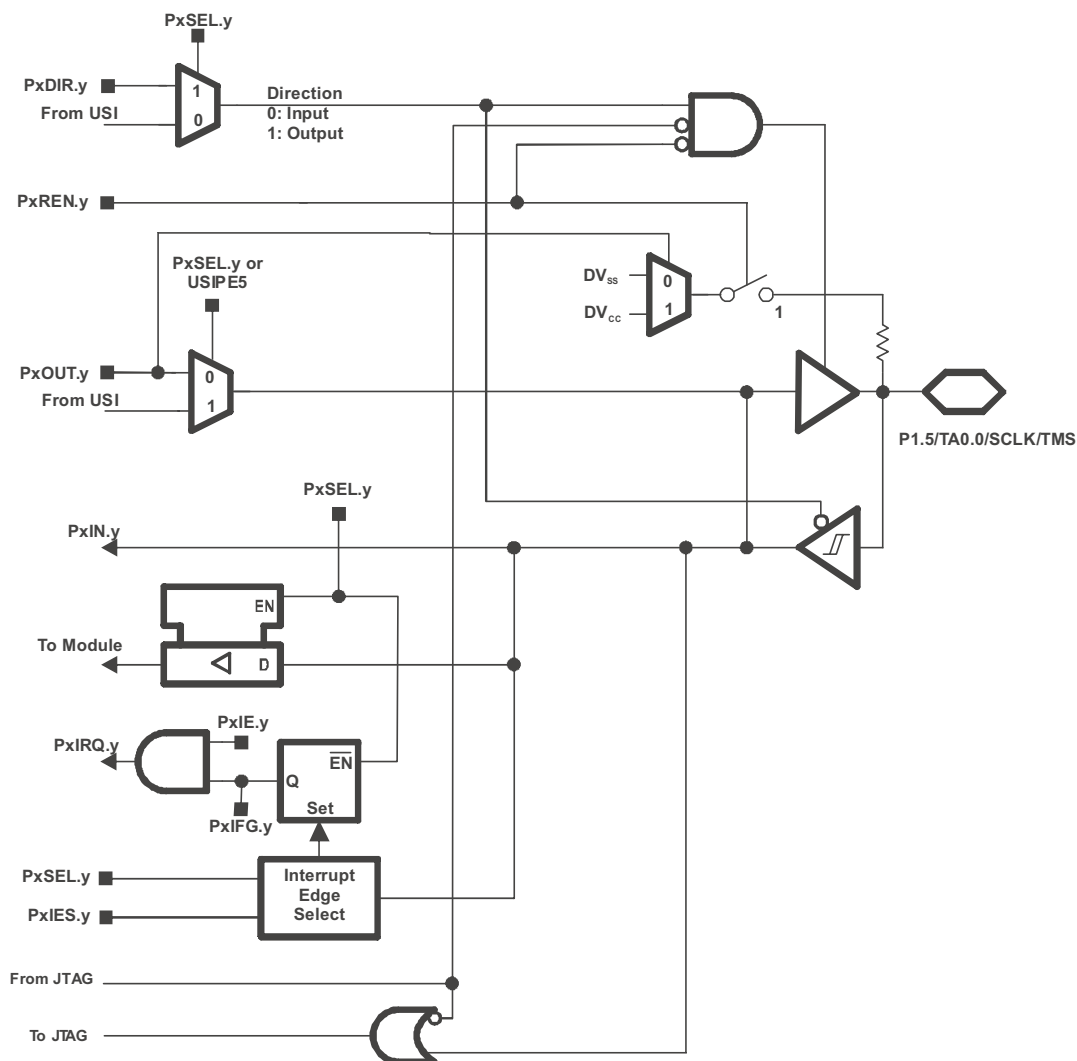 PxSEL.y
PxDIR.y
1
From USI
0
Direction
0: Input
1: Output
PxREN.y
PxSEL.y or
USIPE5
DVSS
0
DVCC
1
1
PxOUT.y
0
From USI
1
P1.5/TA0.0/SCLK/TMS
PxSEL.y
PxIN.y
EN
To Module
D
PxIE.y
PxIRQ.y
EN
Q
Set
PxIFG.y
PxSEL.y
Interrupt
Edge
Select
PxIES.y
From JTAG
To JTAG